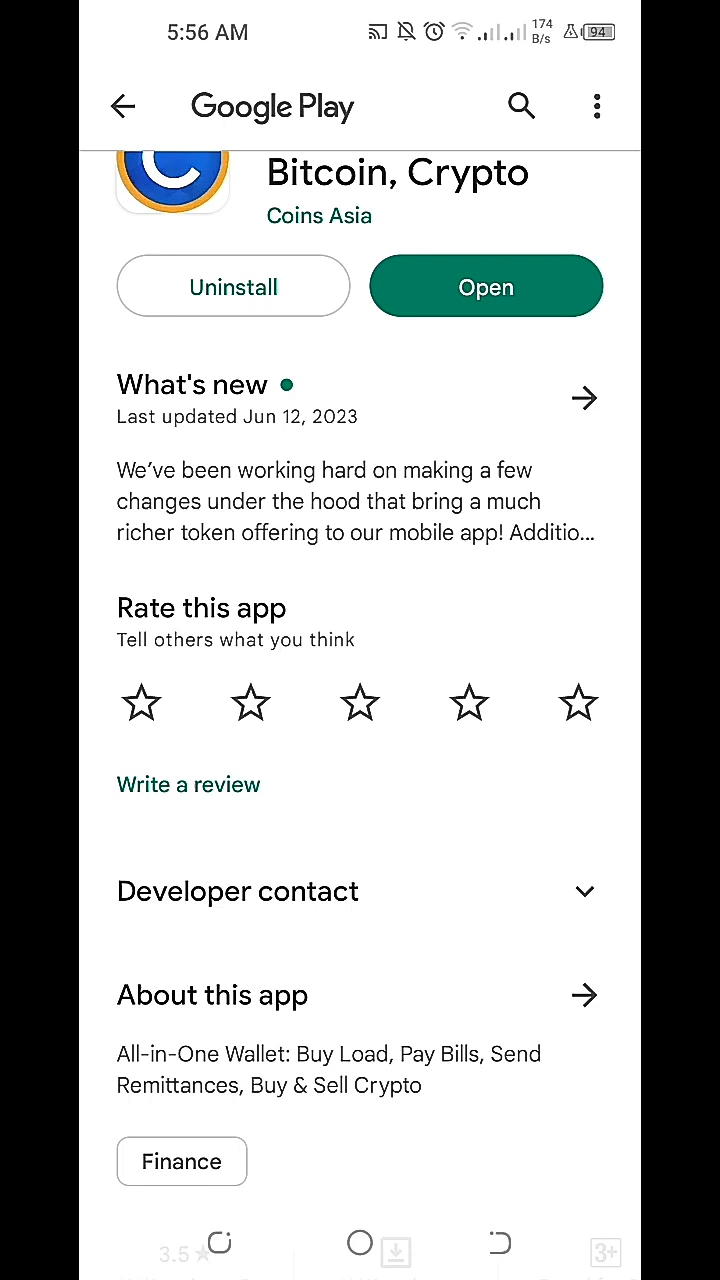 5:56 AM
174
B/s
94
Google Play
Bitcoin, Crypto
Coins Asia
Uninstall
Open
What's new
Last updated Jun 12, 2023
We’ve been working hard on making a few
changes under the hood that bring a much
richer token offering to our mobile app! Additio...
Rate this app
Tell others what you think
Write a review
Developer contact
About this app
All-in-One Wallet: Buy Load, Pay Bills, Send
Remittances, Buy & Sell Crypto
Finance
3.5★
3+